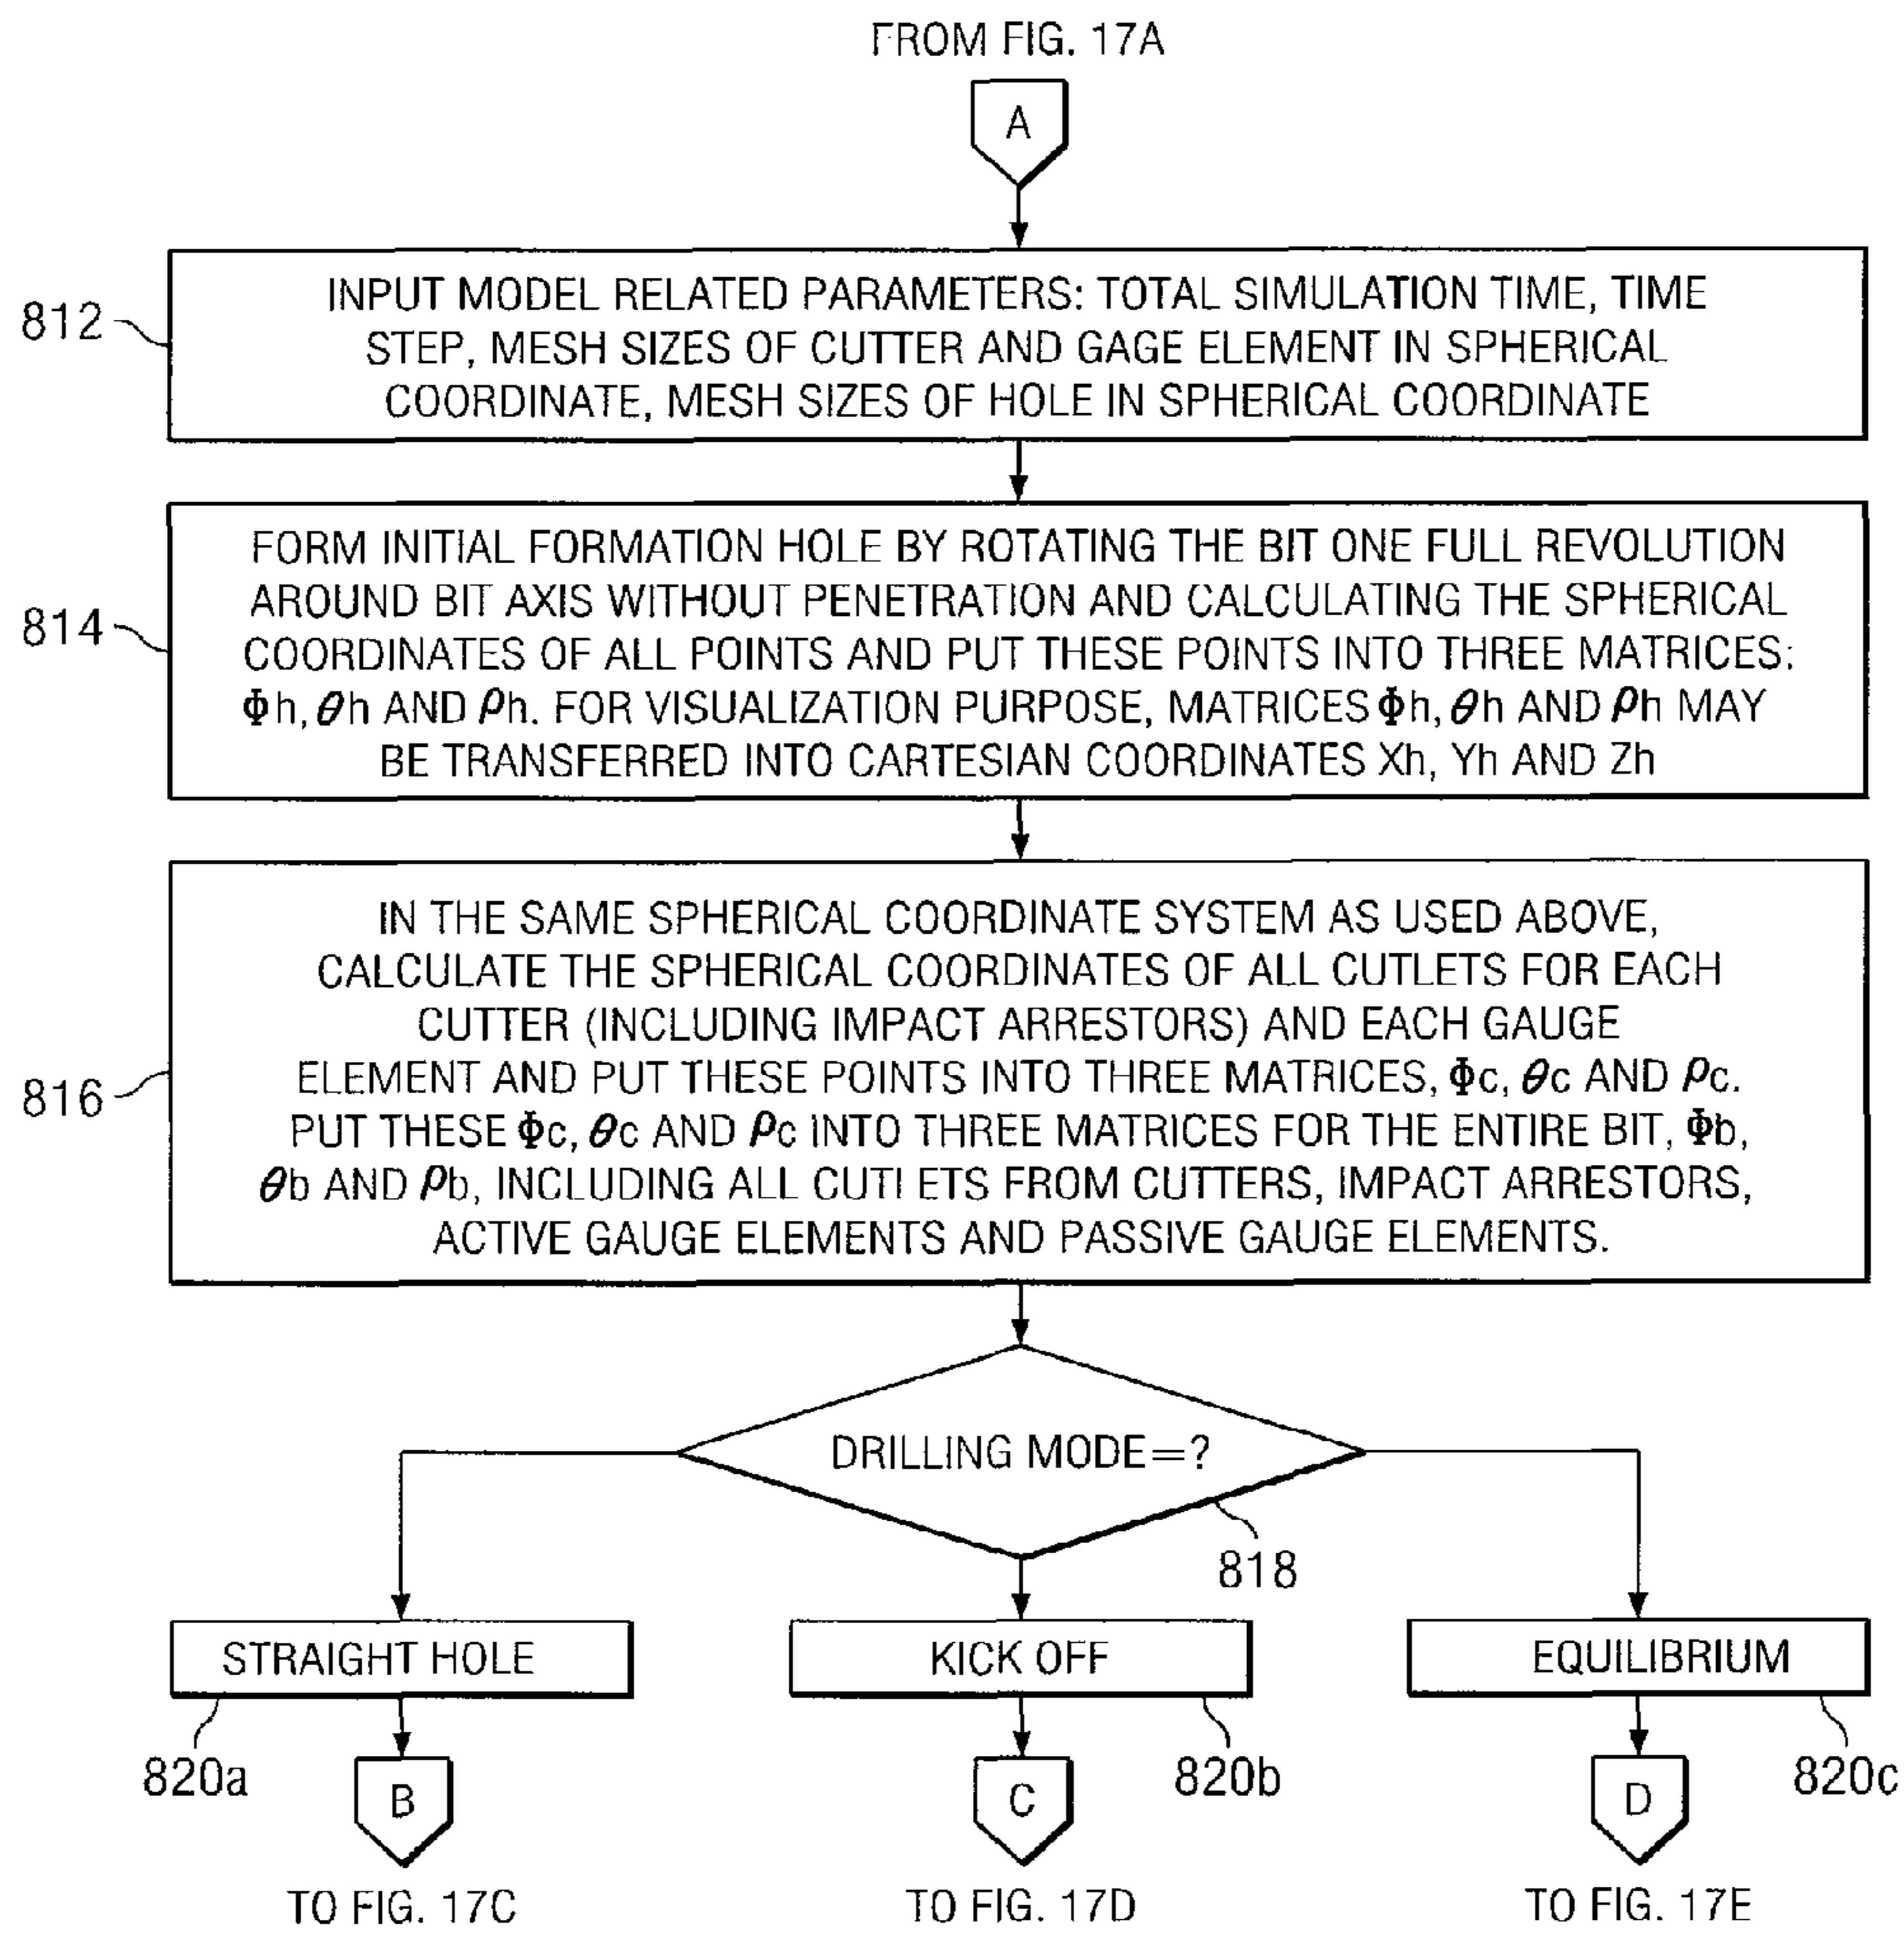 FROM FIG. 17A
A
812
INPUT MODEL RELATED PARAMETERS: TOTAL SIMULATION TIME, TIME
STEP, MESH SIZES OF CUTTER AND GAGE ELEMENT IN SPHERICAL
COORDINATE, MESH SIZES OF HOLE IN SPHERICAL COORDINATE
814
FORM INITIAL FORMATION HOLE BY ROTATING THE BIT ONE FULL REVOLUTION
AROUND BIT AXIS WITHOUT PENETRATION AND CALCULATING THE SPHERICAL
COORDINATES OF ALL POINTS AND PUT THESE POINTS INTO THREE MATRICES:
Φh, θh AND ρh. FOR VISUALIZATION PURPOSE, MATRICES Φh, θh AND ρh MAY
BE TRANSFERRED INTO CARTESIAN COORDINATES Xh, Yh AND Zh
816
IN THE SAME SPHERICAL COORDINATE SYSTEM AS USED ABOVE,
CALCULATE THE SPHERICAL COORDINATES OF ALL CUTLETS FOR EACH
CUTTER (INCLUDING IMPACT ARRESTORS) AND EACH GAUGE
ELEMENT AND PUT THESE POINTS INTO THREE MATRICES, Φc, θc AND ρc.
PUT THESE Φc, θc AND ρc INTO THREE MATRICES FOR THE ENTIRE BIT, Φb,
θb AND ρb, INCLUDING ALL CUTLETS FROM CUTTERS, IMPACT ARRESTORS,
ACTIVE GAUGE ELEMENTS AND PASSIVE GAUGE ELEMENTS.
DRILLING MODE=?
818
STRAIGHT HOLE
KICK OFF
EQUILIBRIUM
820a
B
C
820b
D
820c
TO FIG. 17C
TO FIG. 17D
TO FIG. 17E